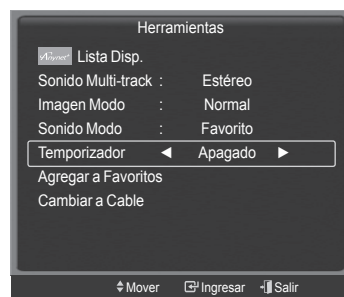 Herramientas
Anynet Lista Disp.
Sonido Multi-track : Estéreo
Imagen Modo : Normal
Sonido Modo : Favorito
Temporizador ◄ Apagado ►
Agregar a Favoritos
Cambiar a Cable
Mover Ingresar Salir